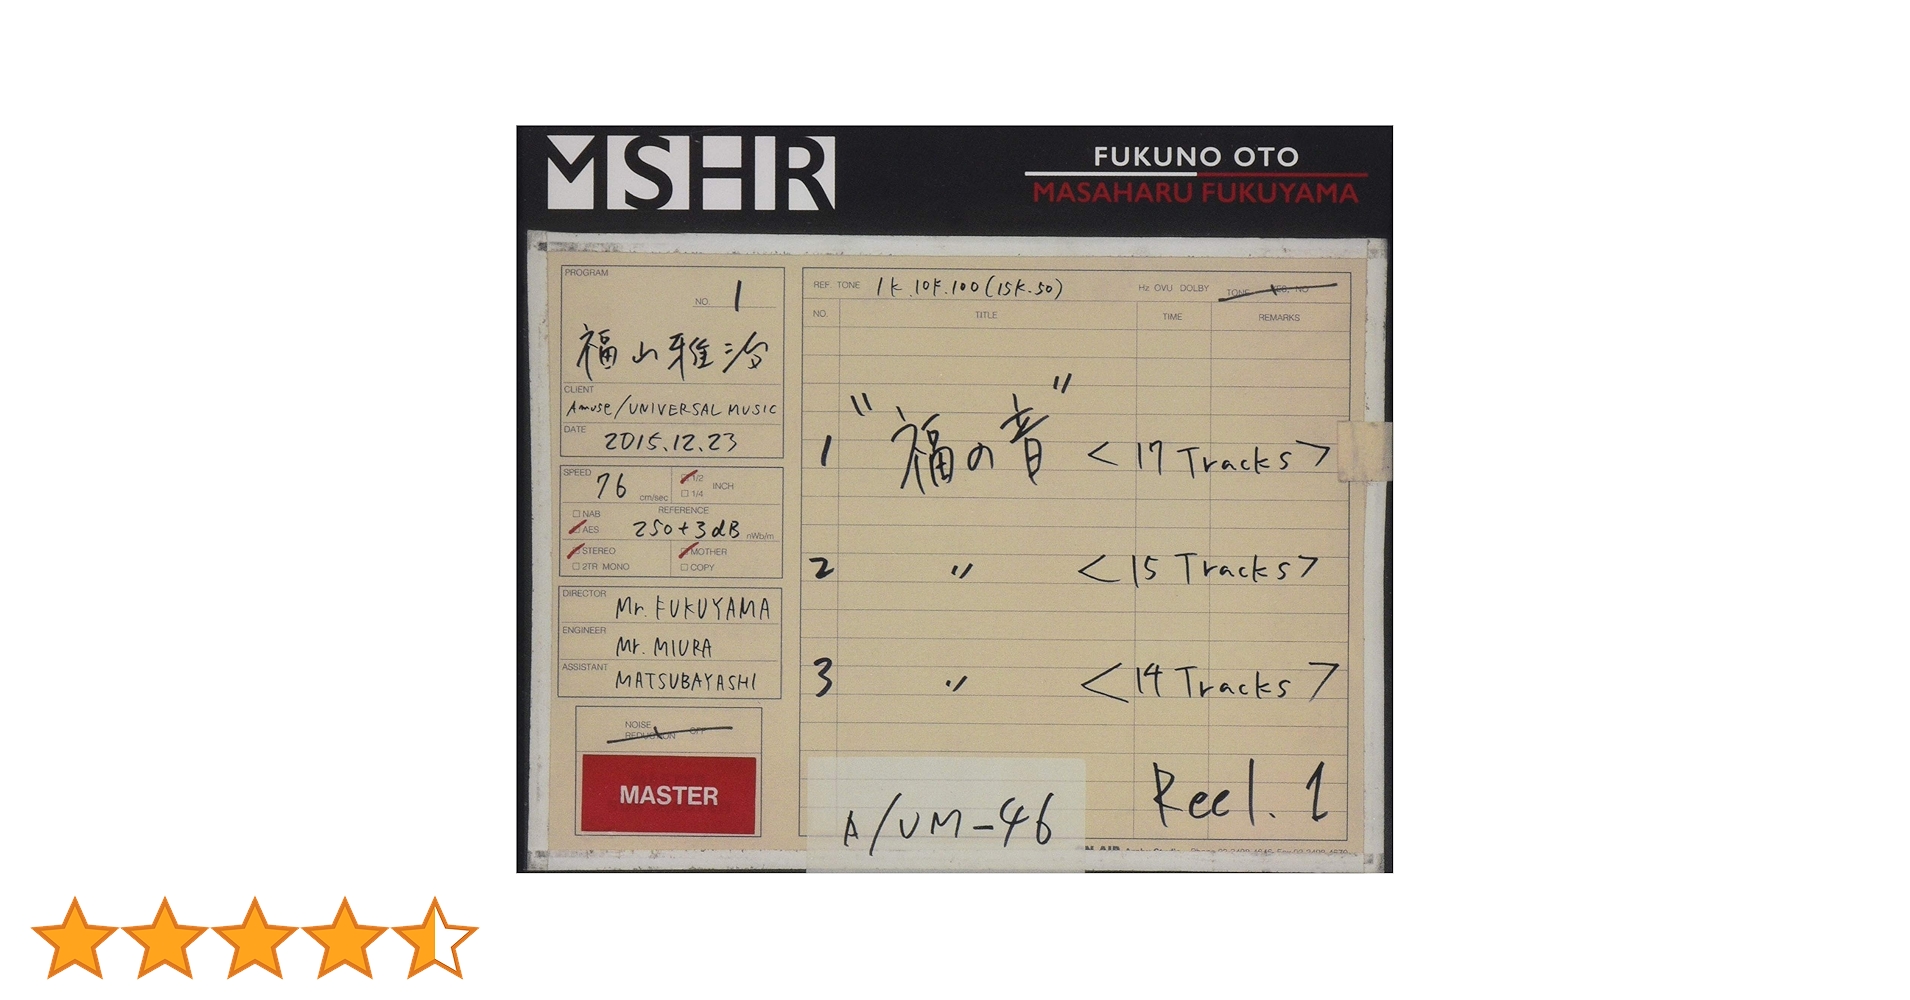 MSHR
FUKUNO OTO
MASAHARU FUKUYAMA
PROGRAM
NO. 1
福山雅治
CLIENT
Amuse/UNIVERSAL MUSIC
DATE
2015.12.23
SPEED
76 cm/sec
1/2
1/4
INCH
NAB
AES
REFERENCE
250+3dB nWb/m
STEREO
2TR MONO
MOTHER
COPY
DIRECTOR
Mr. FUKUYAMA
ENGINEER
Mr. MIURA
ASSISTANT
MATSUBAYASHI
NOISE
REDUCTION OFF
MASTER
REF. TONE 1k.10k.100(15k.50) Hz OVU DOLBY TONE YES. NO
NO. TITLE TIME REMARKS
1 "福の音" <17 Tracks>
2 〃 <15 Tracks>
3 〃 <14 Tracks>
Reel. 1
A/UM-46